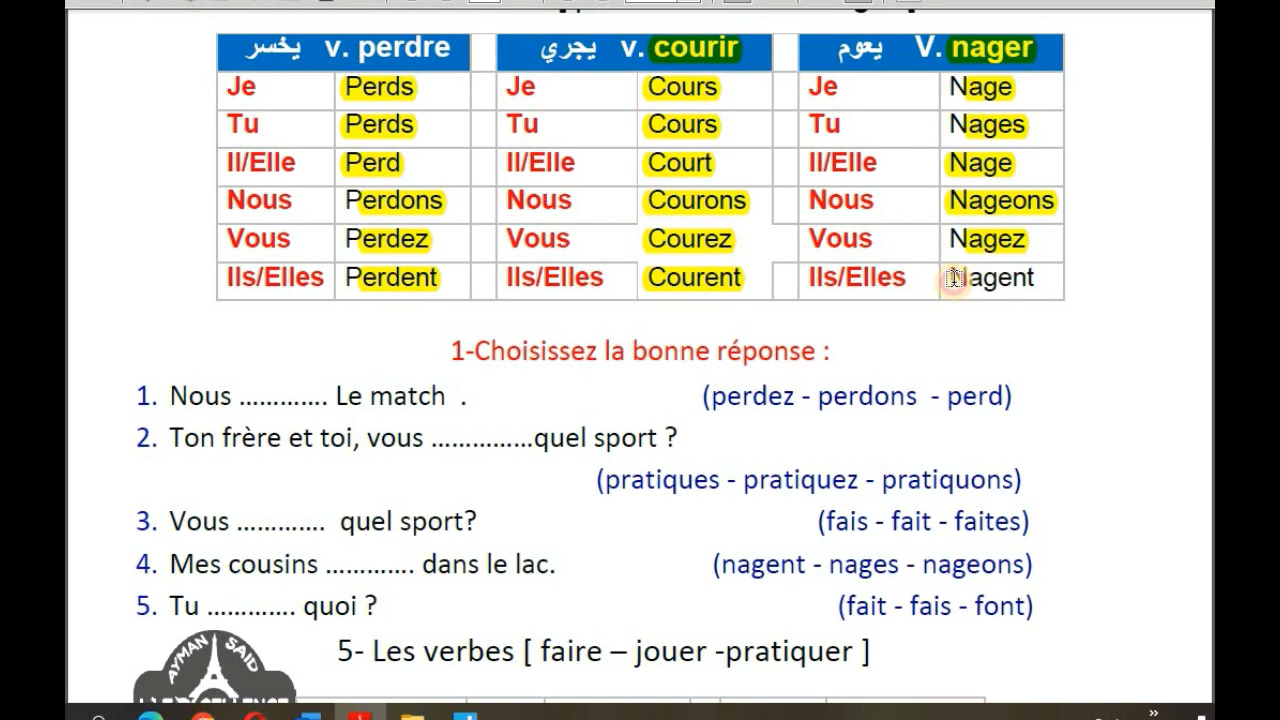 يخسر v. perdre يجري v. courir يعوم V. nager
Je Perds Je Cours Je Nage
Tu Perds Tu Cours Tu Nages
Il/Elle Perd Il/Elle Court Il/Elle Nage
Nous Perdons Nous Courons Nous Nageons
Vous Perdez Vous Courez Vous Nagez
Ils/Elles Perdent Ils/Elles Courent Ils/Elles Nagent
1-Choisissez la bonne réponse :
1. Nous …………. Le match . (perdez - perdons - perd)
2. Ton frère et toi, vous ……………quel sport ?
(pratiques - pratiquez - pratiquons)
3. Vous …………. quel sport? (fais - fait - faites)
4. Mes cousins …………. dans le lac. (nagent - nages - nageons)
5. Tu …………. quoi ? (fait - fais - font)
AYMAN SAID
5- Les verbes [ faire – jouer -pratiquer ]